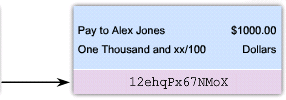 Pay to Alex Jones $1000.00
One Thousand and xx/100 Dollars
12ehqPx67NMoX